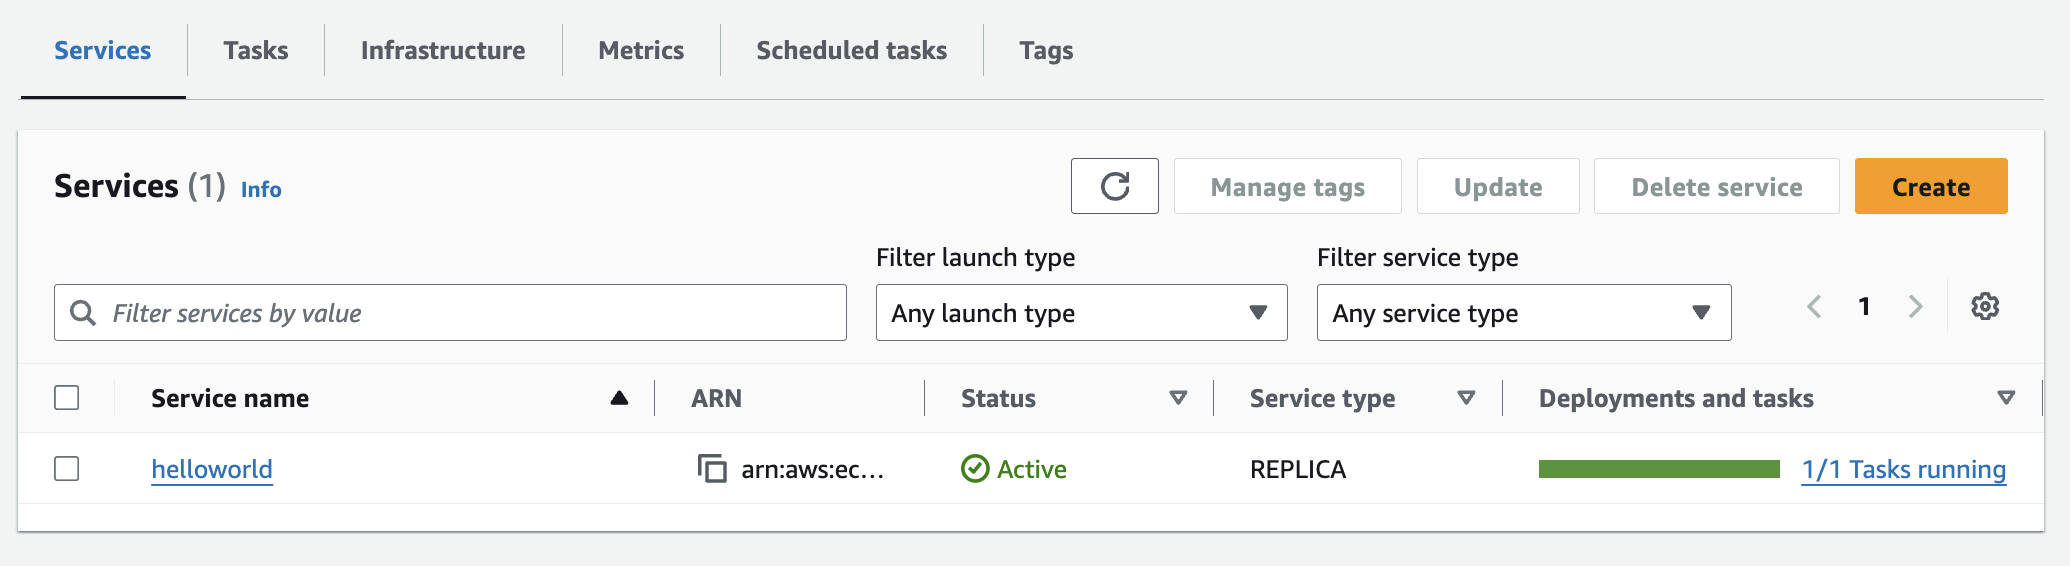 Services Tasks Infrastructure Metrics Scheduled tasks Tags
Services (1) Info Manage tags Update Delete service Create
Filter launch type Filter service type
Filter services by value Any launch type Any service type 1
Service name ARN Status Service type Deployments and tasks
helloworld arn:aws:ec... Active REPLICA 1/1 Tasks running